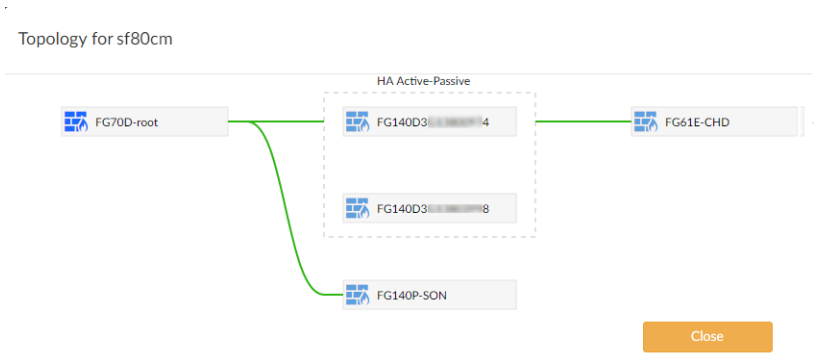 Topology for sf80cm
HA Active-Passive
FG70D-root
FG140D3 4
FG61E-CHD
FG140D3 8
FG140P-SON
Close